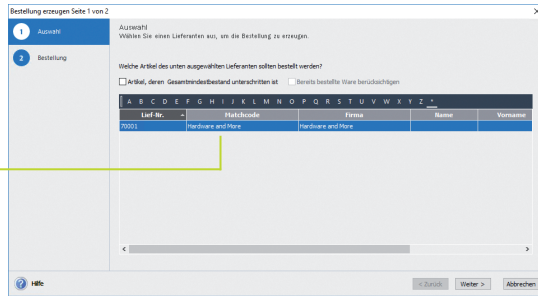 Bestellung erzeugen Seite 1 von 2
1 Auswahl
2 Bestellung
Auswahl
Wählen Sie einen Lieferanten aus, um die Bestellung zu erzeugen.
Welche Artikel des unten ausgewählten Lieferanten sollten bestellt werden?
Artikel, deren Gesamtmindestbestand unterschritten ist Bereits bestellte Ware berücksichtigen
A B C D E F G H I J K L M N O P Q R S T U V W X Y Z *
Lief-Nr. Matchcode Firma Name Vorname
70001 Hardware and More Hardware and More
Hilfe < Zurück Weiter > Abbrechen